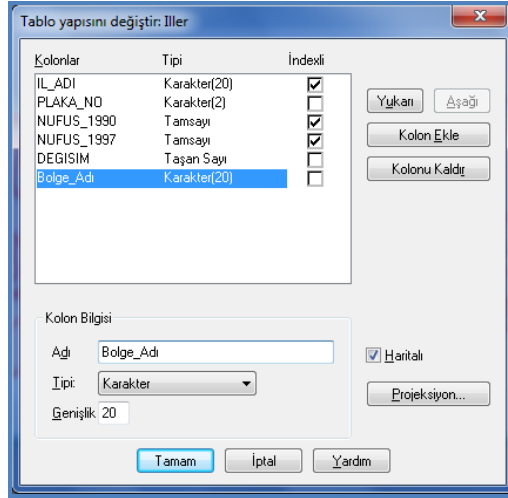 Tablo yapısını değiştir: Iller
Kolonlar Tipi İndexli
IL_ADI Karakter(20)
PLAKA_NO Karakter(2)
NUFUS_1990 Tamsayı
NUFUS_1997 Tamsayı
DEGISIM Taşan Sayı
Bolge_Adı Karakter(20)
Yukarı Aşağı
Kolon Ekle
Kolonu Kaldır
Kolon Bilgisi
Adı Bolge_Adı
Tipi: Karakter
Genişlik 20
Haritalı
Projeksiyon...
Tamam İptal Yardım